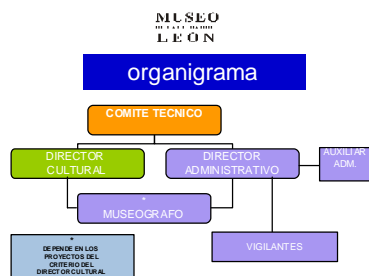 MUSEO
LEÓN
organigrama
COMITE TECNICO
DIRECTOR
CULTURAL
DIRECTOR
ADMINISTRATIVO
AUXILIAR
ADM.
*
MUSEOGRAFO
*
DEPENDE EN LOS
PROYECTOS DEL
CRITERIO DEL
DIRECTOR CULTURAL
VIGILANTES